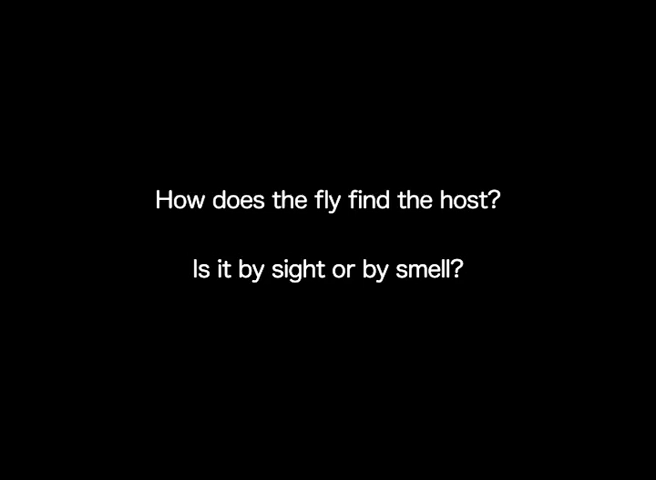 How does the fly find the host?
Is it by sight or by smell?